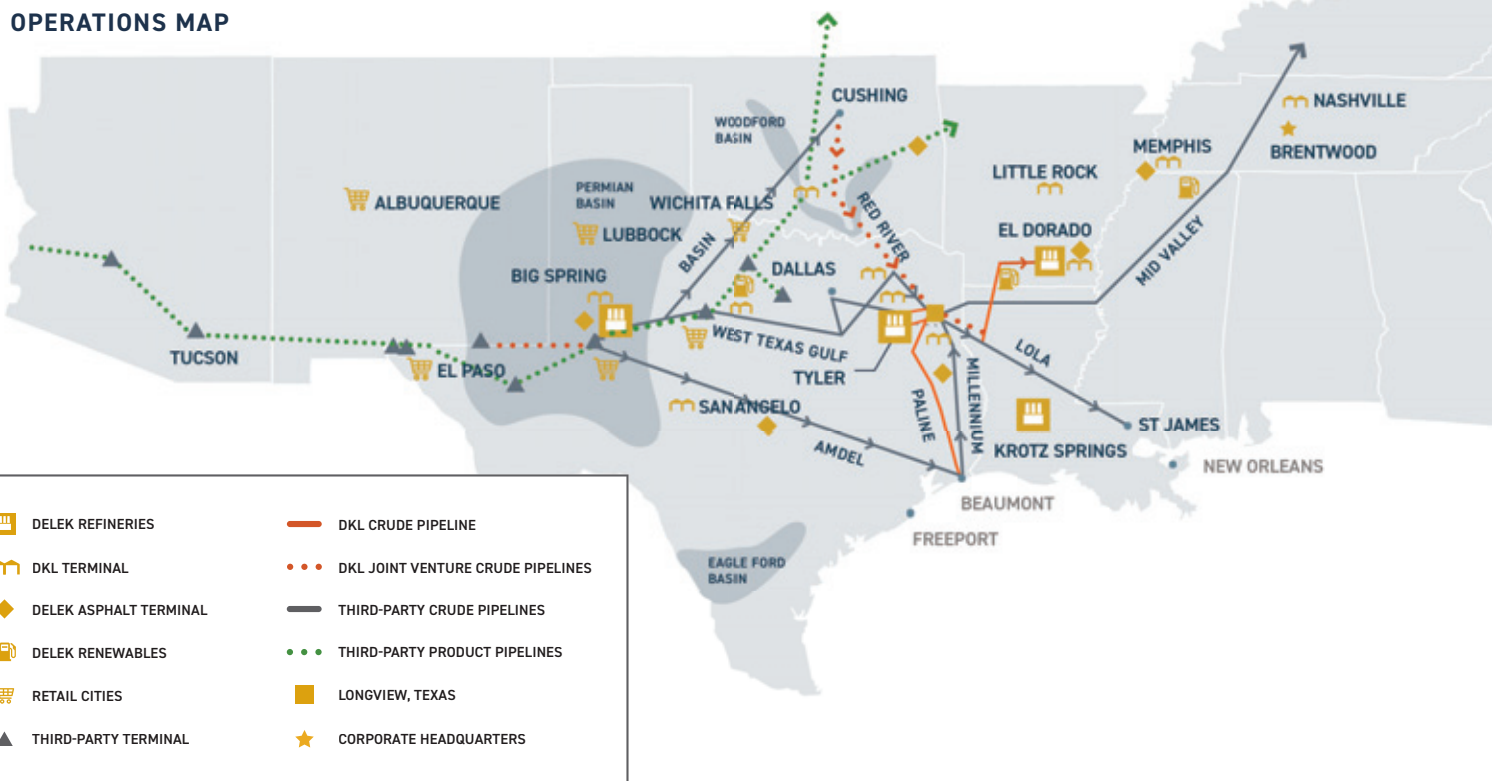 OPERATIONS MAP
CUSHING
WOODFORD
BASIN
NASHVILLE
MEMPHIS
BRENTWOOD
LITTLE ROCK
PERMIAN
BASIN
WICHITA FALLS
ALBUQUERQUE
LUBBOCK
RED RIVER
EL DORADO
BASIN
MID VALLEY
BIG SPRING
DALLAS
WEST TEXAS GULF
TUCSON
EL PASO
TYLER
LOLA
SAN ANGELO
PALINE
MILLENNIUM
AMDEL
KROTZ SPRINGS
ST JAMES
NEW ORLEANS
BEAUMONT
FREEPORT
EAGLE FORD
BASIN
DELEK REFINERIES
DKL TERMINAL
DELEK ASPHALT TERMINAL
DELEK RENEWABLES
RETAIL CITIES
THIRD-PARTY TERMINAL
DKL CRUDE PIPELINE
DKL JOINT VENTURE CRUDE PIPELINES
THIRD-PARTY CRUDE PIPELINES
THIRD-PARTY PRODUCT PIPELINES
LONGVIEW, TEXAS
CORPORATE HEADQUARTERS